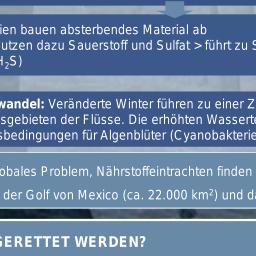 ien bauen absterbendes Material ab
utzen dazu Sauerstoff und Sulfat > führt zu S
H₂S)
wandel: Veränderte Winter führen zu einer Z
sgebieten der Flüsse. Die erhöhten Wassert
sbedingungen für Algenblüter (Cyanobakterie
obales Problem, Nährstoffeintrachten finden
der Golf von Mexico (ca. 22.000 km²) und da
GERETTET WERDEN?